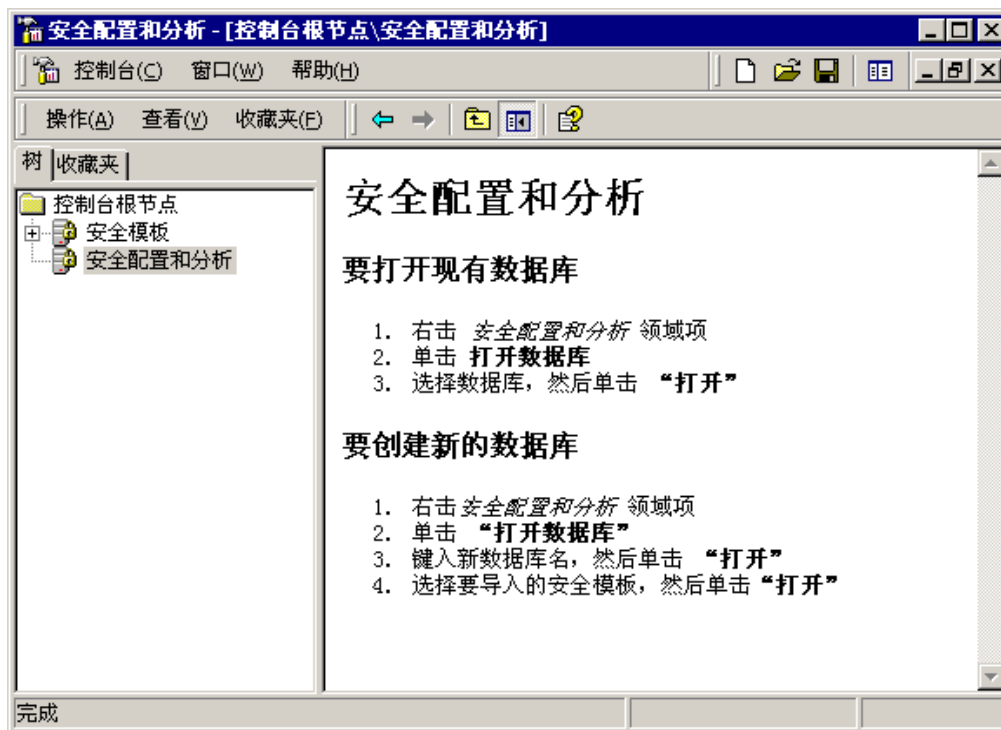 安全配置和分析 - [控制台根节点\安全配置和分析]
控制台(C) 窗口(W) 帮助(H)
操作(A) 查看(V) 收藏夹(F)
树 收藏夹
控制台根节点
安全模板
安全配置和分析
安全配置和分析
要打开现有数据库
1. 右击 安全配置和分析 领域项
2. 单击 打开数据库
3. 选择数据库，然后单击 “打开”
要创建新的数据库
1. 右击安全配置和分析 领域项
2. 单击 “打开数据库”
3. 键入新数据库名，然后单击 “打开”
4. 选择要导入的安全模板，然后单击“打开”
完成